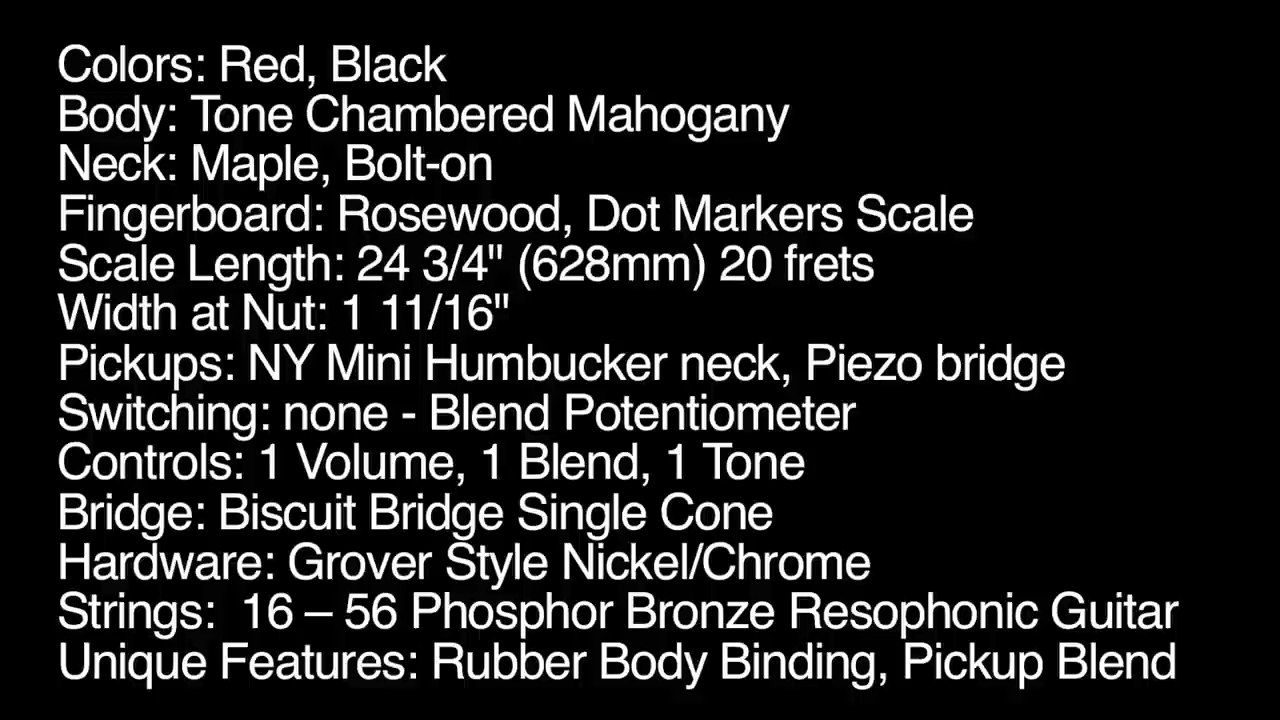 Colors: Red, Black
Body: Tone Chambered Mahogany
Neck: Maple, Bolt-on
Fingerboard: Rosewood, Dot Markers Scale
Scale Length: 24 3/4" (628mm) 20 frets
Width at Nut: 1 11/16"
Pickups: NY Mini Humbucker neck, Piezo bridge
Switching: none - Blend Potentiometer
Controls: 1 Volume, 1 Blend, 1 Tone
Bridge: Biscuit Bridge Single Cone
Hardware: Grover Style Nickel/Chrome
Strings:  16 – 56 Phosphor Bronze Resophonic Guitar
Unique Features: Rubber Body Binding, Pickup Blend